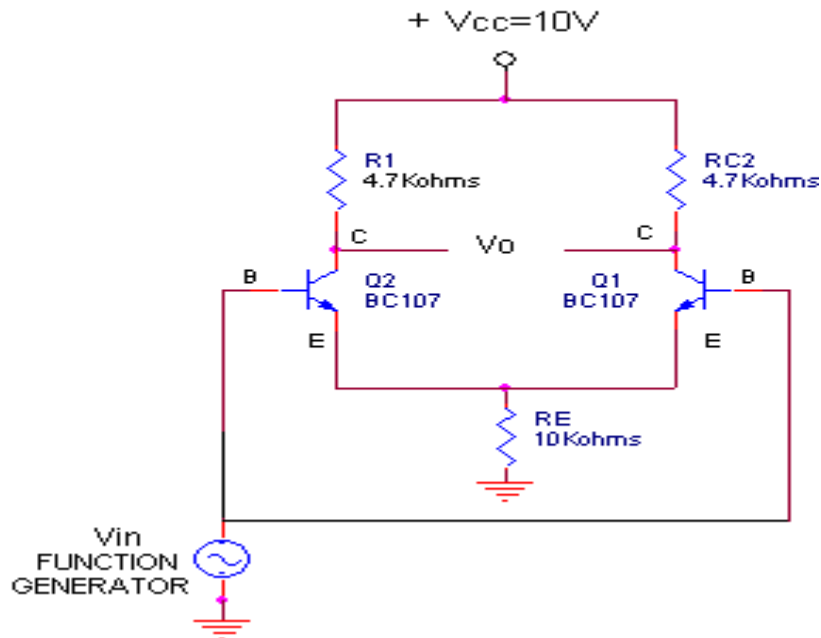 + Vcc=10V
R1
4.7Kohms
RC2
4.7Kohms
C
Vo
C
B
Q2
BC107
Q1
BC107
B
E
E
RE
10Kohms
Vin
FUNCTION
GENERATOR